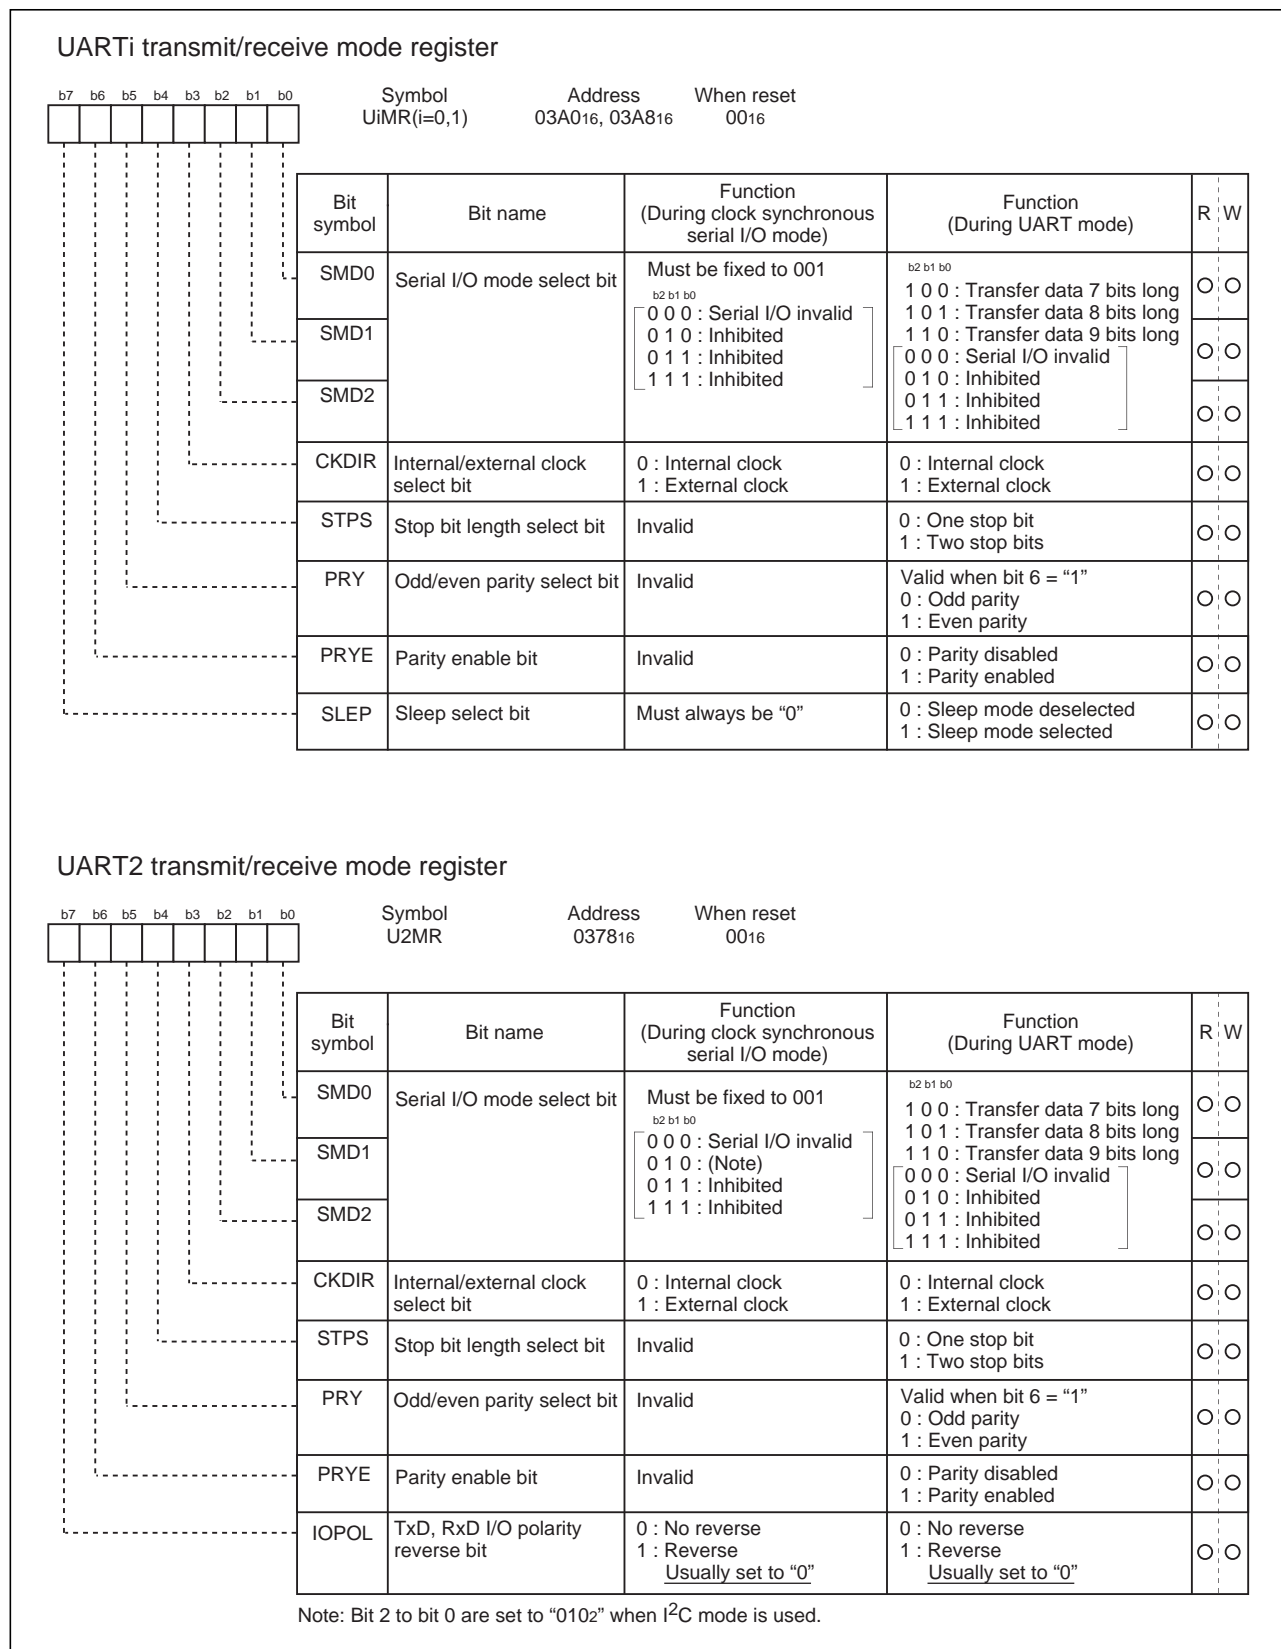 UARTi transmit/receive mode register
b7 b6 b5 b4 b3 b2 b1 b0
Symbol Address When reset
UiMR(i=0,1) 03A016, 03A816 0016
Bit symbol Bit name Function (During clock synchronous serial I/O mode) Function (During UART mode) R W
SMD0 Serial I/O mode select bit
SMD1
SMD2
Must be fixed to 001
b2 b1 b0
0 0 0 : Serial I/O invalid
0 1 0 : Inhibited
0 1 1 : Inhibited
1 1 1 : Inhibited
b2 b1 b0
1 0 0 : Transfer data 7 bits long
1 0 1 : Transfer data 8 bits long
1 1 0 : Transfer data 9 bits long
0 0 0 : Serial I/O invalid
0 1 0 : Inhibited
0 1 1 : Inhibited
1 1 1 : Inhibited
CKDIR Internal/external clock select bit
0 : Internal clock
1 : External clock
0 : Internal clock
1 : External clock
STPS Stop bit length select bit Invalid
0 : One stop bit
1 : Two stop bits
PRY Odd/even parity select bit Invalid
Valid when bit 6 = “1”
0 : Odd parity
1 : Even parity
PRYE Parity enable bit Invalid
0 : Parity disabled
1 : Parity enabled
SLEP Sleep select bit Must always be “0”
0 : Sleep mode deselected
1 : Sleep mode selected
UART2 transmit/receive mode register
b7 b6 b5 b4 b3 b2 b1 b0
Symbol Address When reset
U2MR 037816 0016
Bit symbol Bit name Function (During clock synchronous serial I/O mode) Function (During UART mode) R W
SMD0 Serial I/O mode select bit
SMD1
SMD2
Must be fixed to 001
b2 b1 b0
0 0 0 : Serial I/O invalid
0 1 0 : (Note)
0 1 1 : Inhibited
1 1 1 : Inhibited
b2 b1 b0
1 0 0 : Transfer data 7 bits long
1 0 1 : Transfer data 8 bits long
1 1 0 : Transfer data 9 bits long
0 0 0 : Serial I/O invalid
0 1 0 : Inhibited
0 1 1 : Inhibited
1 1 1 : Inhibited
CKDIR Internal/external clock select bit
0 : Internal clock
1 : External clock
0 : Internal clock
1 : External clock
STPS Stop bit length select bit Invalid
0 : One stop bit
1 : Two stop bits
PRY Odd/even parity select bit Invalid
Valid when bit 6 = “1”
0 : Odd parity
1 : Even parity
PRYE Parity enable bit Invalid
0 : Parity disabled
1 : Parity enabled
IOPOL TxD, RxD I/O polarity reverse bit
0 : No reverse
1 : Reverse
Usually set to “0”
0 : No reverse
1 : Reverse
Usually set to “0”
Note: Bit 2 to bit 0 are set to “0102” when I2C mode is used.